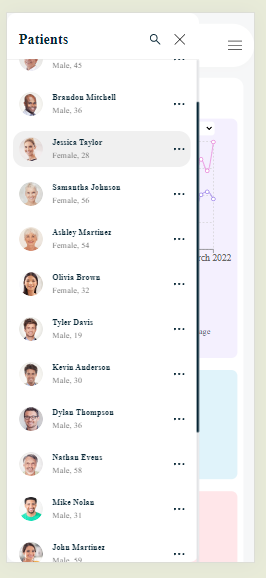 Patients
Male, 45
Brandon Mitchell
Male, 36
Jessica Taylor
Female, 28
Samantha Johnson
Female, 56
Ashley Martinez
Female, 54
Olivia Brown
Female, 32
Tyler Davis
Male, 19
Kevin Anderson
Male, 30
Dylan Thompson
Male, 36
Nathan Evans
Male, 58
Mike Nolan
Male, 31
John Martinez
Male, 59
rch 2022
age